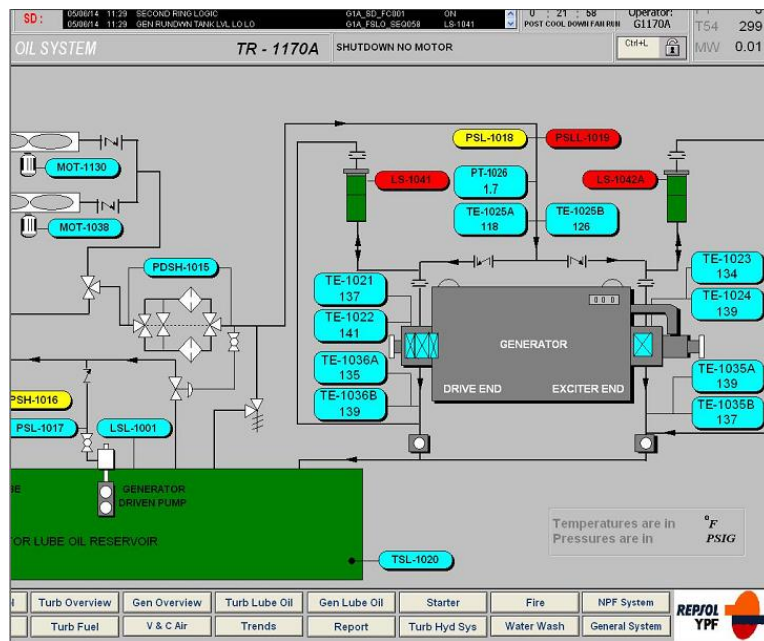 SD: 05/06/14 11:29 SECOND RING LOGIC G1A_SD_FC001 ON
05/06/14 11:29 GEN RUNDWN TANK LVL LO LO G1A_FSLO_SEG058 LS-1041
0 : 21 : 58
POST COOL DOWN FAN RUN
Operator:
G1170A
T54 299
OIL SYSTEM
TR - 1170A
SHUTDOWN NO MOTOR
Ctrl+L
MW 0.01
PSL-1018
PSLL-1019
MOT-1130
LS-1041
PT-1026
1.7
LS-1042A
MOT-1038
TE-1025A
118
TE-1025B
126
PDSH-1015
TE-1021
137
TE-1023
134
TE-1022
141
TE-1024
139
GENERATOR
TE-1036A
135
TE-1035A
139
DRIVE END
EXCITER END
PSH-1016
TE-1036B
139
TE-1035B
137
PSL-1017
LSL-1001
GENERATOR
DRIVEN PUMP
OR LUBE OIL RESERVOIR
Temperatures are in °F
Pressures are in PSIG
TSL-1020
Turb Overview
Gen Overview
Turb Lube Oil
Gen Lube Oil
Starter
Fire
NPF System
Turb Fuel
V & C Air
Trends
Report
Turb Hyd Sys
Water Wash
General System
REPSOL
YPF